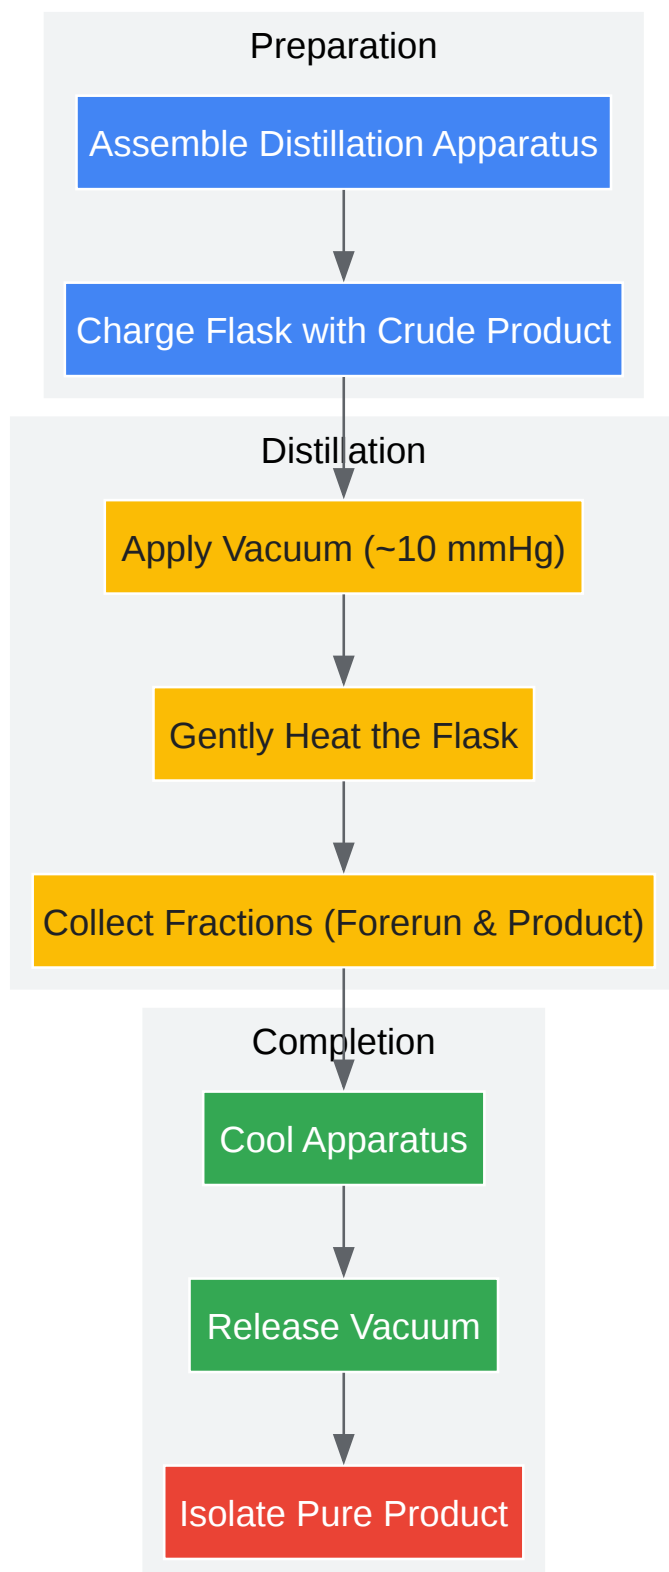 Preparation
Assemble Distillation Apparatus
Charge Flask with Crude Product
Distillation
Apply Vacuum (~10 mmHg)
Gently Heat the Flask
Collect Fractions (Forerun & Product)
Completion
Cool Apparatus
Release Vacuum
Isolate Pure Product